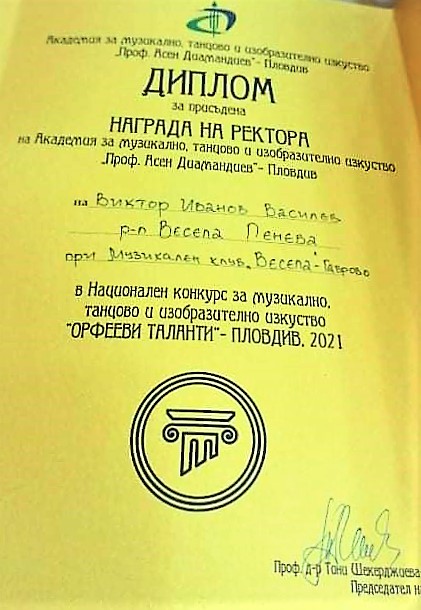 Академия за музикално, танцово и изобразително изкуство
„Проф. Асен Диамандиев“- Пловдив
ДИПЛОМ
за присъдена
НАГРАДА НА РЕКТОРА
на Академия за музикално, танцово и изобразително изкуство
„Проф. Асен Диамандиев“- Пловдив
на Виктор Иванов Василев
р-л Весела Пенева
при Музикален клуб „Весела“-Габрово
в Национален конкурс за музикално,
танцово и изобразително изкуство
"ОРФЕЕВИ ТАЛАНТИ"- ПЛОВДИВ, 2021
Проф. д-р Тони Шекерджиева
Председател н